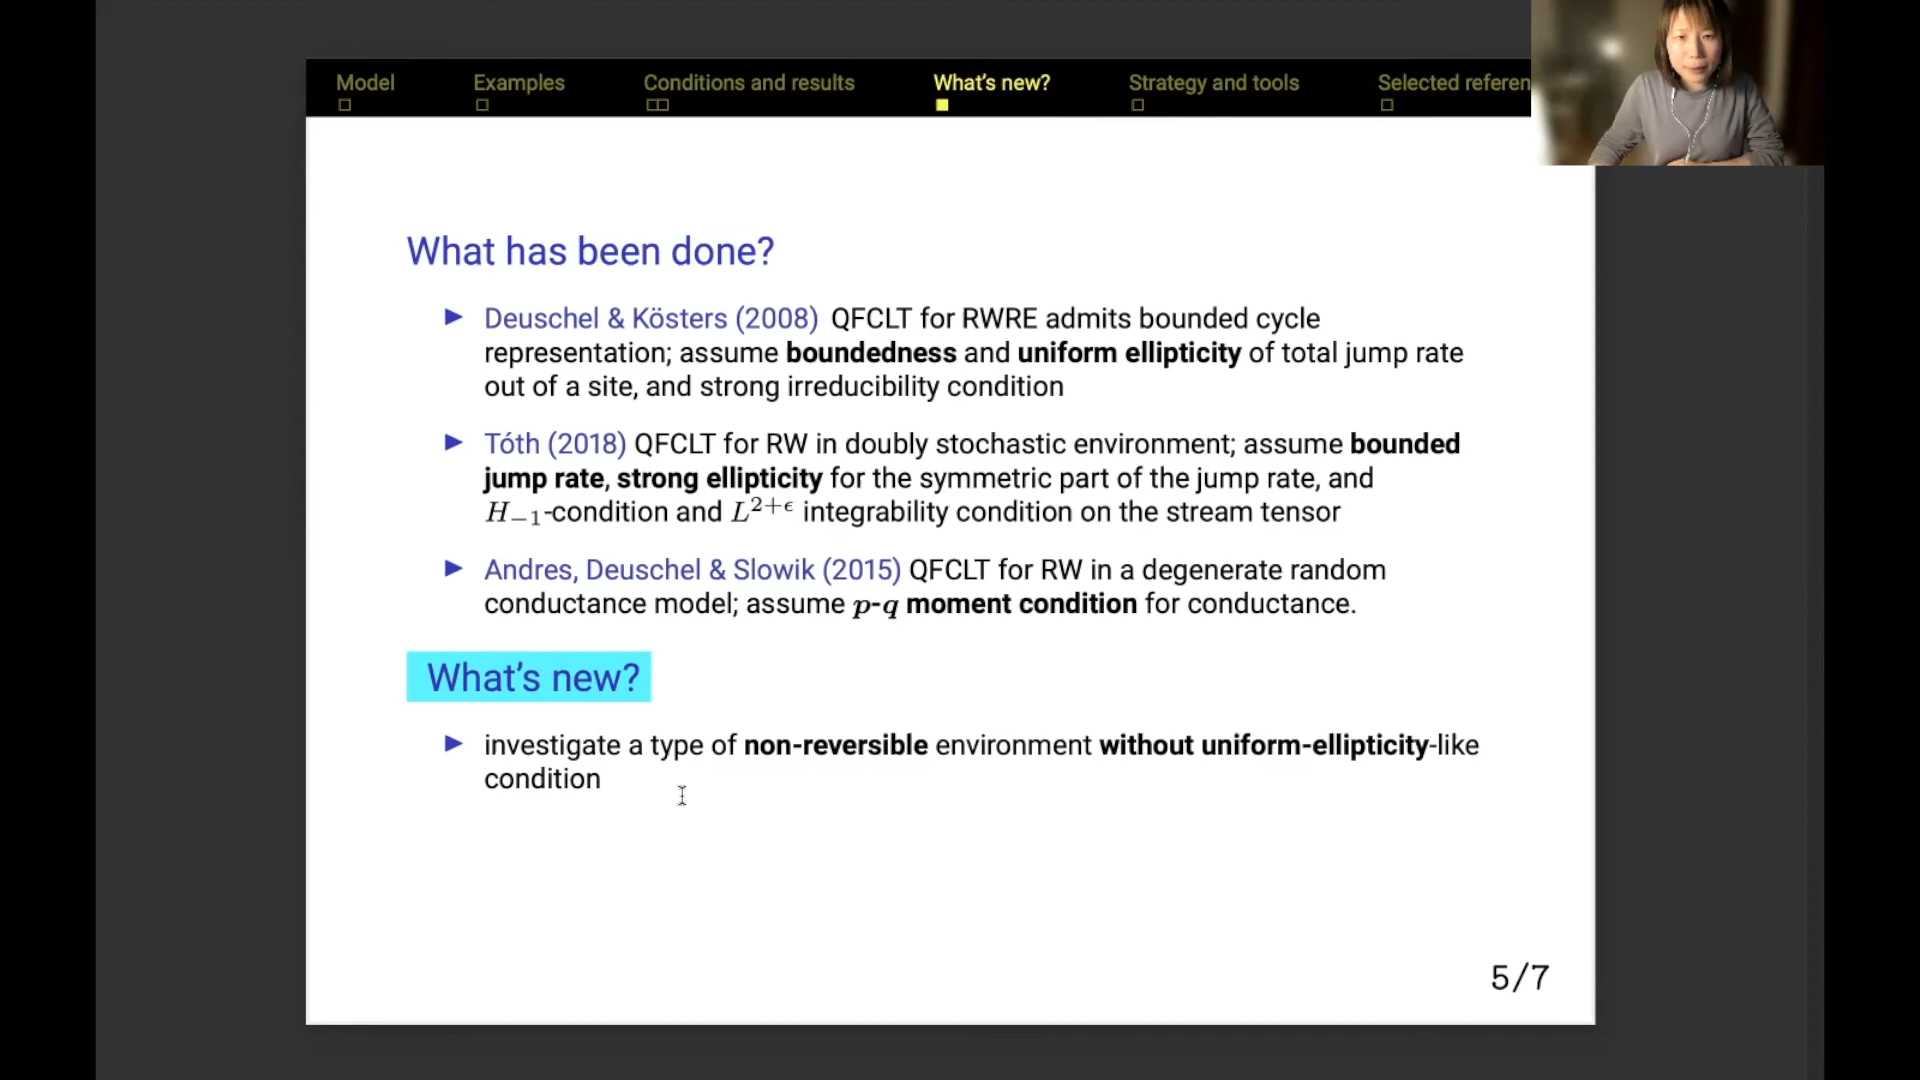 Model Examples Conditions and results What's new? Strategy and tools Selected referen
What has been done?
▶ Deuschel & Kösters (2008) QFCLT for RWRE admits bounded cycle
representation; assume boundedness and uniform ellipticity of total jump rate
out of a site, and strong irreducibility condition
▶ Tóth (2018) QFCLT for RW in doubly stochastic environment; assume bounded
jump rate, strong ellipticity for the symmetric part of the jump rate, and
H₋₁-condition and L²⁺ᵋ integrability condition on the stream tensor
▶ Andres, Deuschel & Slowik (2015) QFCLT for RW in a degenerate random
conductance model; assume p-q moment condition for conductance.
What's new?
▶ investigate a type of non-reversible environment without uniform-ellipticity-like
condition
5/7